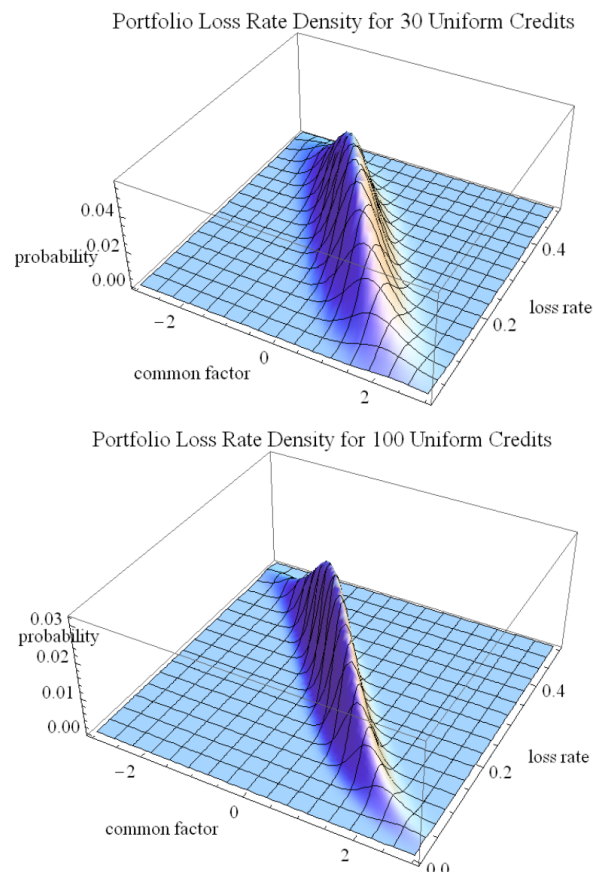 Portfolio Loss Rate Density for 30 Uniform Credits
0.04
0.02
probability
0.00
0.4
loss rate
0.2
−2
0
common factor
2
Portfolio Loss Rate Density for 100 Uniform Credits
0.03
probability
0.02
0.01
0.00
0.4
loss rate
0.2
−2
0
common factor
2
0.0